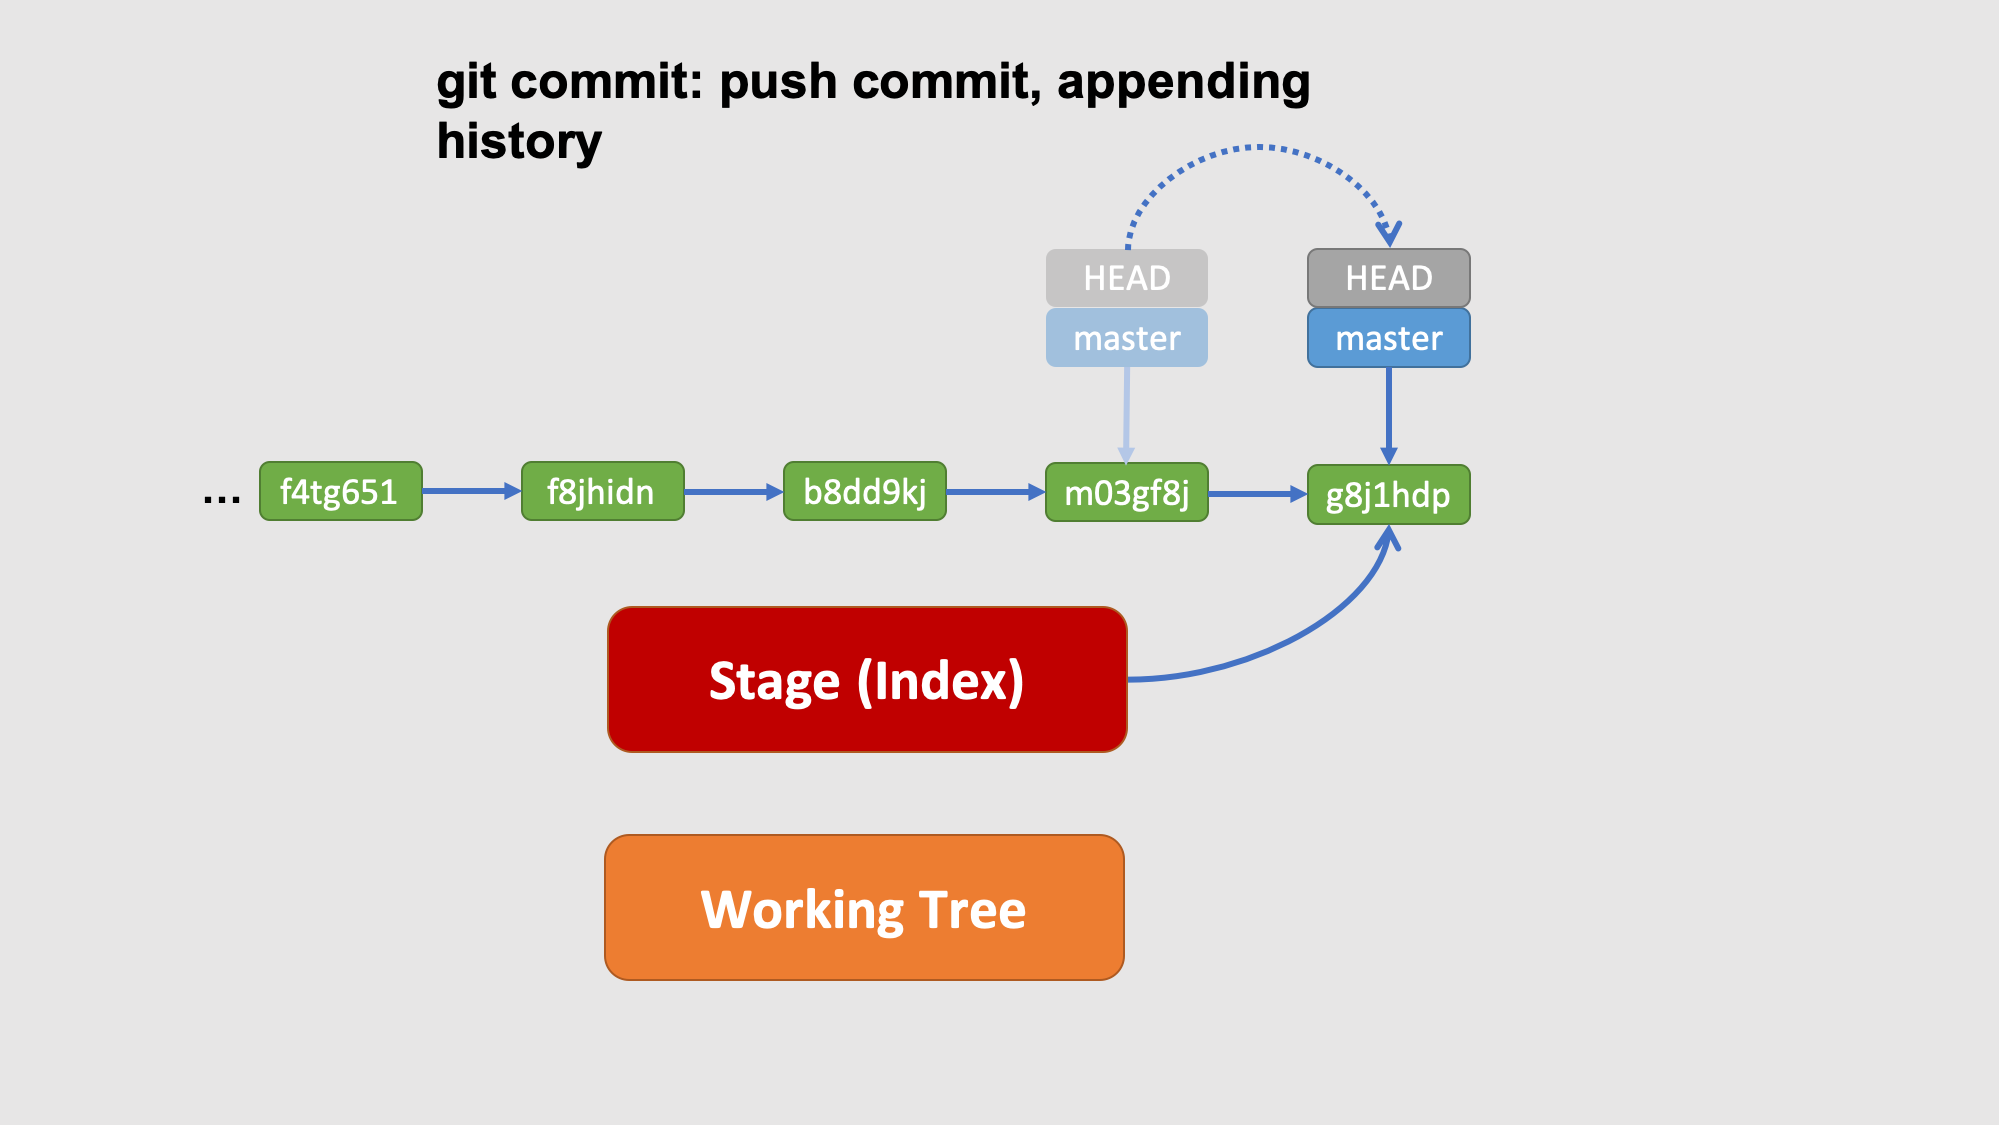 git commit: push commit, appending
history
HEAD
HEAD
master
master
...
f4tg651
f8jhidn
b8dd9kj
m03gf8j
g8j1hdp
Stage (Index)
Working Tree